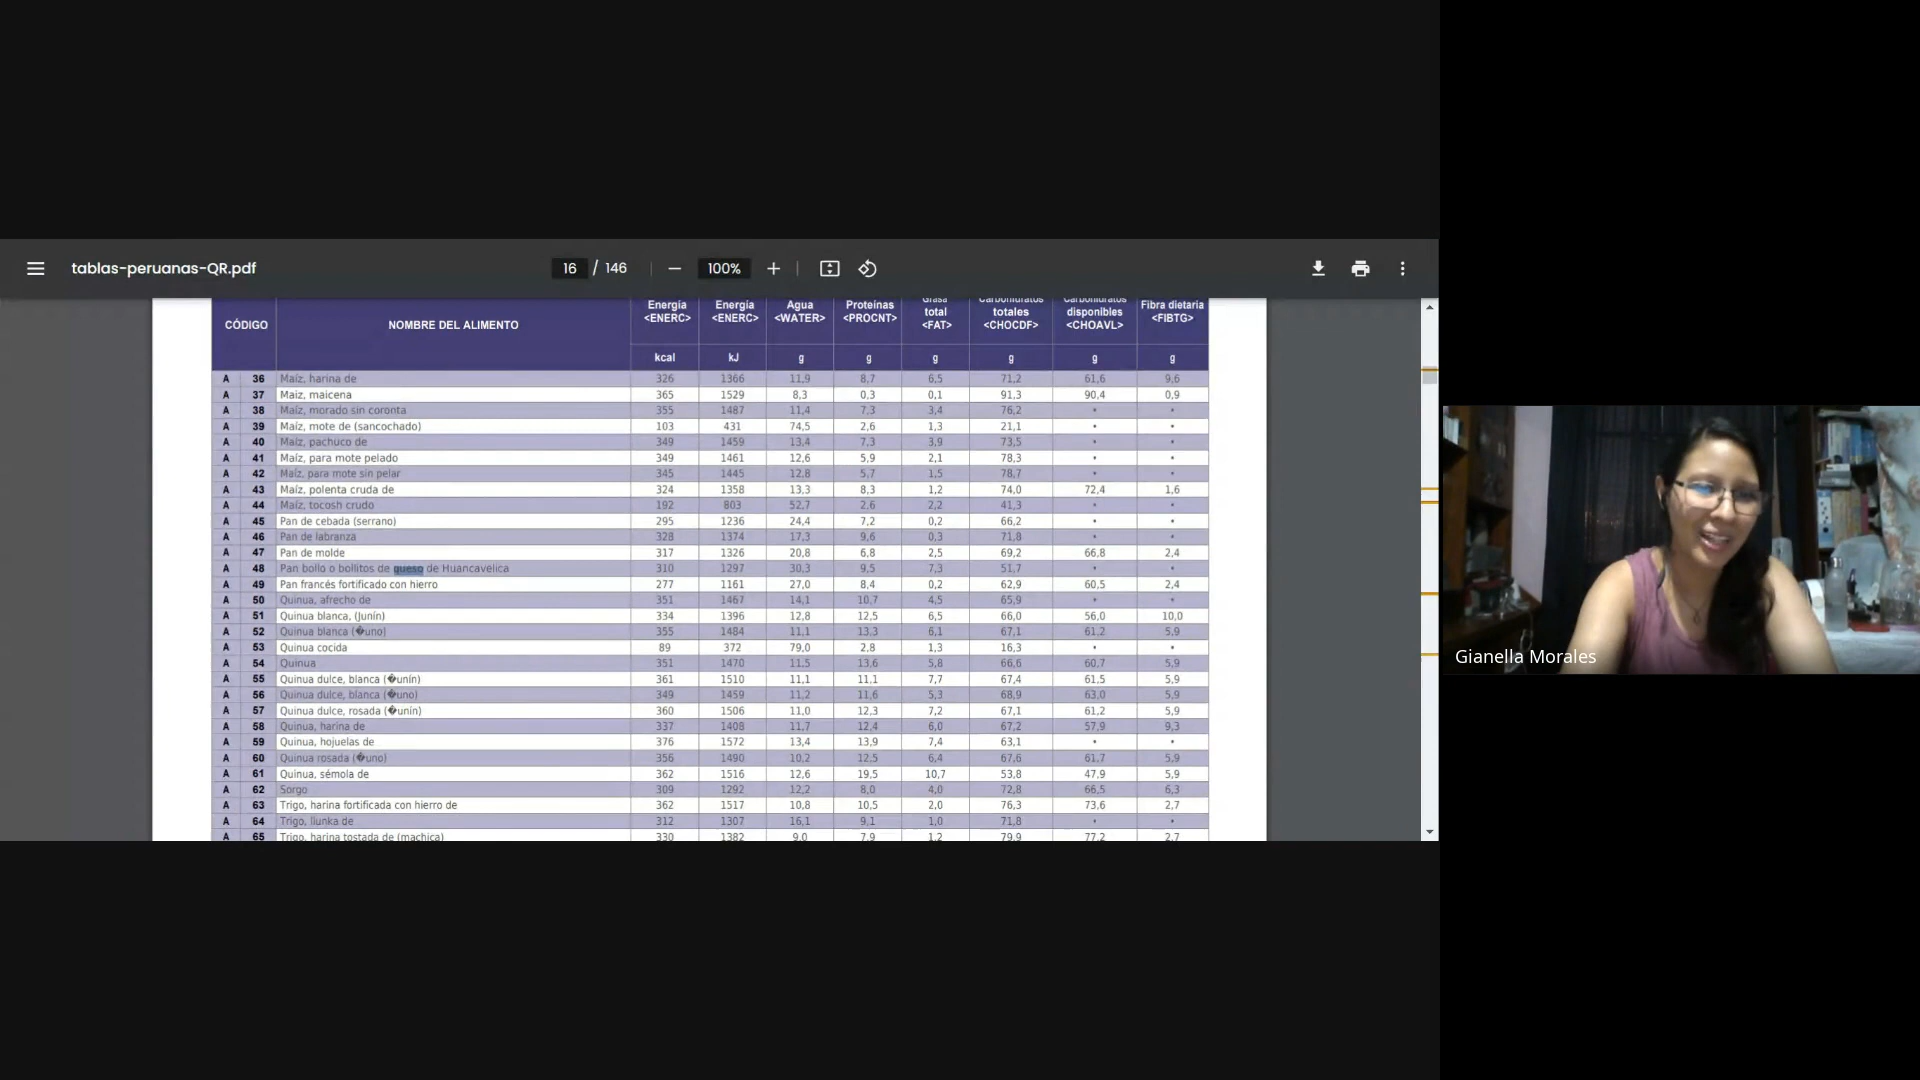 tablas-peruanas-QR.pdf
16 / 146
100%
CÓDIGO NOMBRE DEL ALIMENTO Energía <ENERC> kcal Energía <ENERC> kJ Agua <WATER> g Proteínas <PROCNT> g Grasa total <FAT> g Carbohidratos totales <CHOCDF> g Carbohidratos disponibles <CHOAVL> g Fibra dietaria <FIBTG> g
A 36 Maíz, harina de 326 1366 11,9 8,7 6,5 71,2 61,6 9,6
A 37 Maíz, maicena 365 1529 8,3 0,3 0,1 91,3 90,4 0,9
A 38 Maíz, morado sin coronta 355 1487 11,4 7,3 3,4 76,2 • •
A 39 Maíz, mote de (sancochado) 103 431 74,5 2,6 1,3 21,1 • •
A 40 Maíz, pachuco de 349 1459 13,4 7,3 3,9 73,5 • •
A 41 Maíz, para mote pelado 349 1461 12,6 5,9 2,1 78,3 • •
A 42 Maíz, para mote sin pelar 345 1445 12,8 5,7 1,5 78,7 • •
A 43 Maíz, polenta cruda de 324 1358 13,3 8,3 1,2 74,0 72,4 1,6
A 44 Maíz, tocosh crudo 192 803 52,7 2,6 2,2 41,3 • •
A 45 Pan de cebada (serrano) 295 1236 24,4 7,2 0,2 66,2 • •
A 46 Pan de labranza 328 1374 17,3 9,6 0,3 71,8 • •
A 47 Pan de molde 317 1326 20,8 6,8 2,5 69,2 66,8 2,4
A 48 Pan bollo o bollitos de queso de Huancavelica 310 1297 30,3 9,5 7,3 51,7 • •
A 49 Pan francés fortificado con hierro 277 1161 27,0 8,4 0,2 62,9 60,5 2,4
A 50 Quinua, afrecho de 351 1467 14,1 10,7 4,5 65,9 • •
A 51 Quinua blanca, (Junín) 334 1396 12,8 12,5 6,5 66,0 56,0 10,0
A 52 Quinua blanca (�uno) 355 1484 11,1 13,3 6,1 67,1 61,2 5,9
A 53 Quinua cocida 89 372 79,0 2,8 1,3 16,3 • •
A 54 Quinua 351 1470 11,5 13,6 5,8 66,6 60,7 5,9
A 55 Quinua dulce, blanca (�unín) 361 1510 11,1 11,1 7,7 67,4 61,5 5,9
A 56 Quinua dulce, blanca (�uno) 349 1459 11,2 11,6 5,3 68,9 63,0 5,9
A 57 Quinua dulce, rosada (�unín) 360 1506 11,0 12,3 7,2 67,1 61,2 5,9
A 58 Quinua, harina de 337 1408 11,7 12,4 6,0 67,2 57,9 9,3
A 59 Quinua, hojuelas de 376 1572 13,4 13,9 7,4 63,1 • •
A 60 Quinua rosada (�uno) 356 1490 10,2 12,5 6,4 67,6 61,7 5,9
A 61 Quinua, sémola de 362 1516 12,6 19,5 10,7 53,8 47,9 5,9
A 62 Sorgo 309 1292 12,2 8,0 4,0 72,8 66,5 6,3
A 63 Trigo, harina fortificada con hierro de 362 1517 10,8 10,5 2,0 76,3 73,6 2,7
A 64 Trigo, llunka de 312 1307 16,1 9,1 1,0 71,8 • •
A 65 Trigo, harina tostada de (machica) 330 1382 9,0 7,9 1,2 79,9 77,2 2,7
Gianella Morales